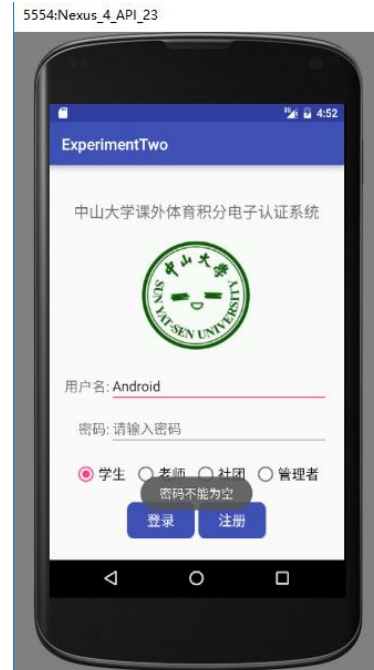 5554:Nexus_4_API_23
3G 4:52
ExperimentTwo
中山大学课外体育积分电子认证系统
中山大学
SUN YAT-SEN UNIVERSITY
用户名: Android
密码: 请输入密码
学生 老师 社团 管理者
密码不能为空
登录 注册